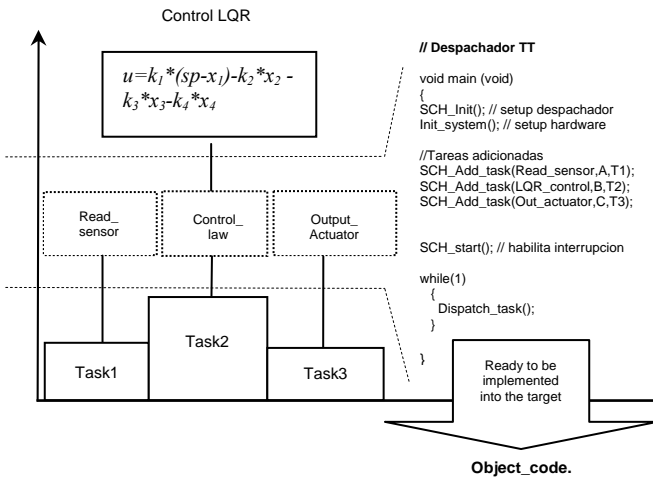 Control LQR
u=k1*(sp-x1)-k2*x2 -
k3*x3-k4*x4
Read_
sensor
Control_
law
Output_
Actuator
Task1
Task2
Task3
// Despachador TT
void main (void)
{
SCH_Init(); // setup despachador
Init_system(); // setup hardware
//Tareas adicionadas
SCH_Add_task(Read_sensor,A,T1);
SCH_Add_task(LQR_control,B,T2);
SCH_Add_task(Out_actuator,C,T3);
SCH_start(); // habilita interrupcion
while(1)
{
Dispatch_task();
}
}
Ready to be
implemented
into the target
Object_code.